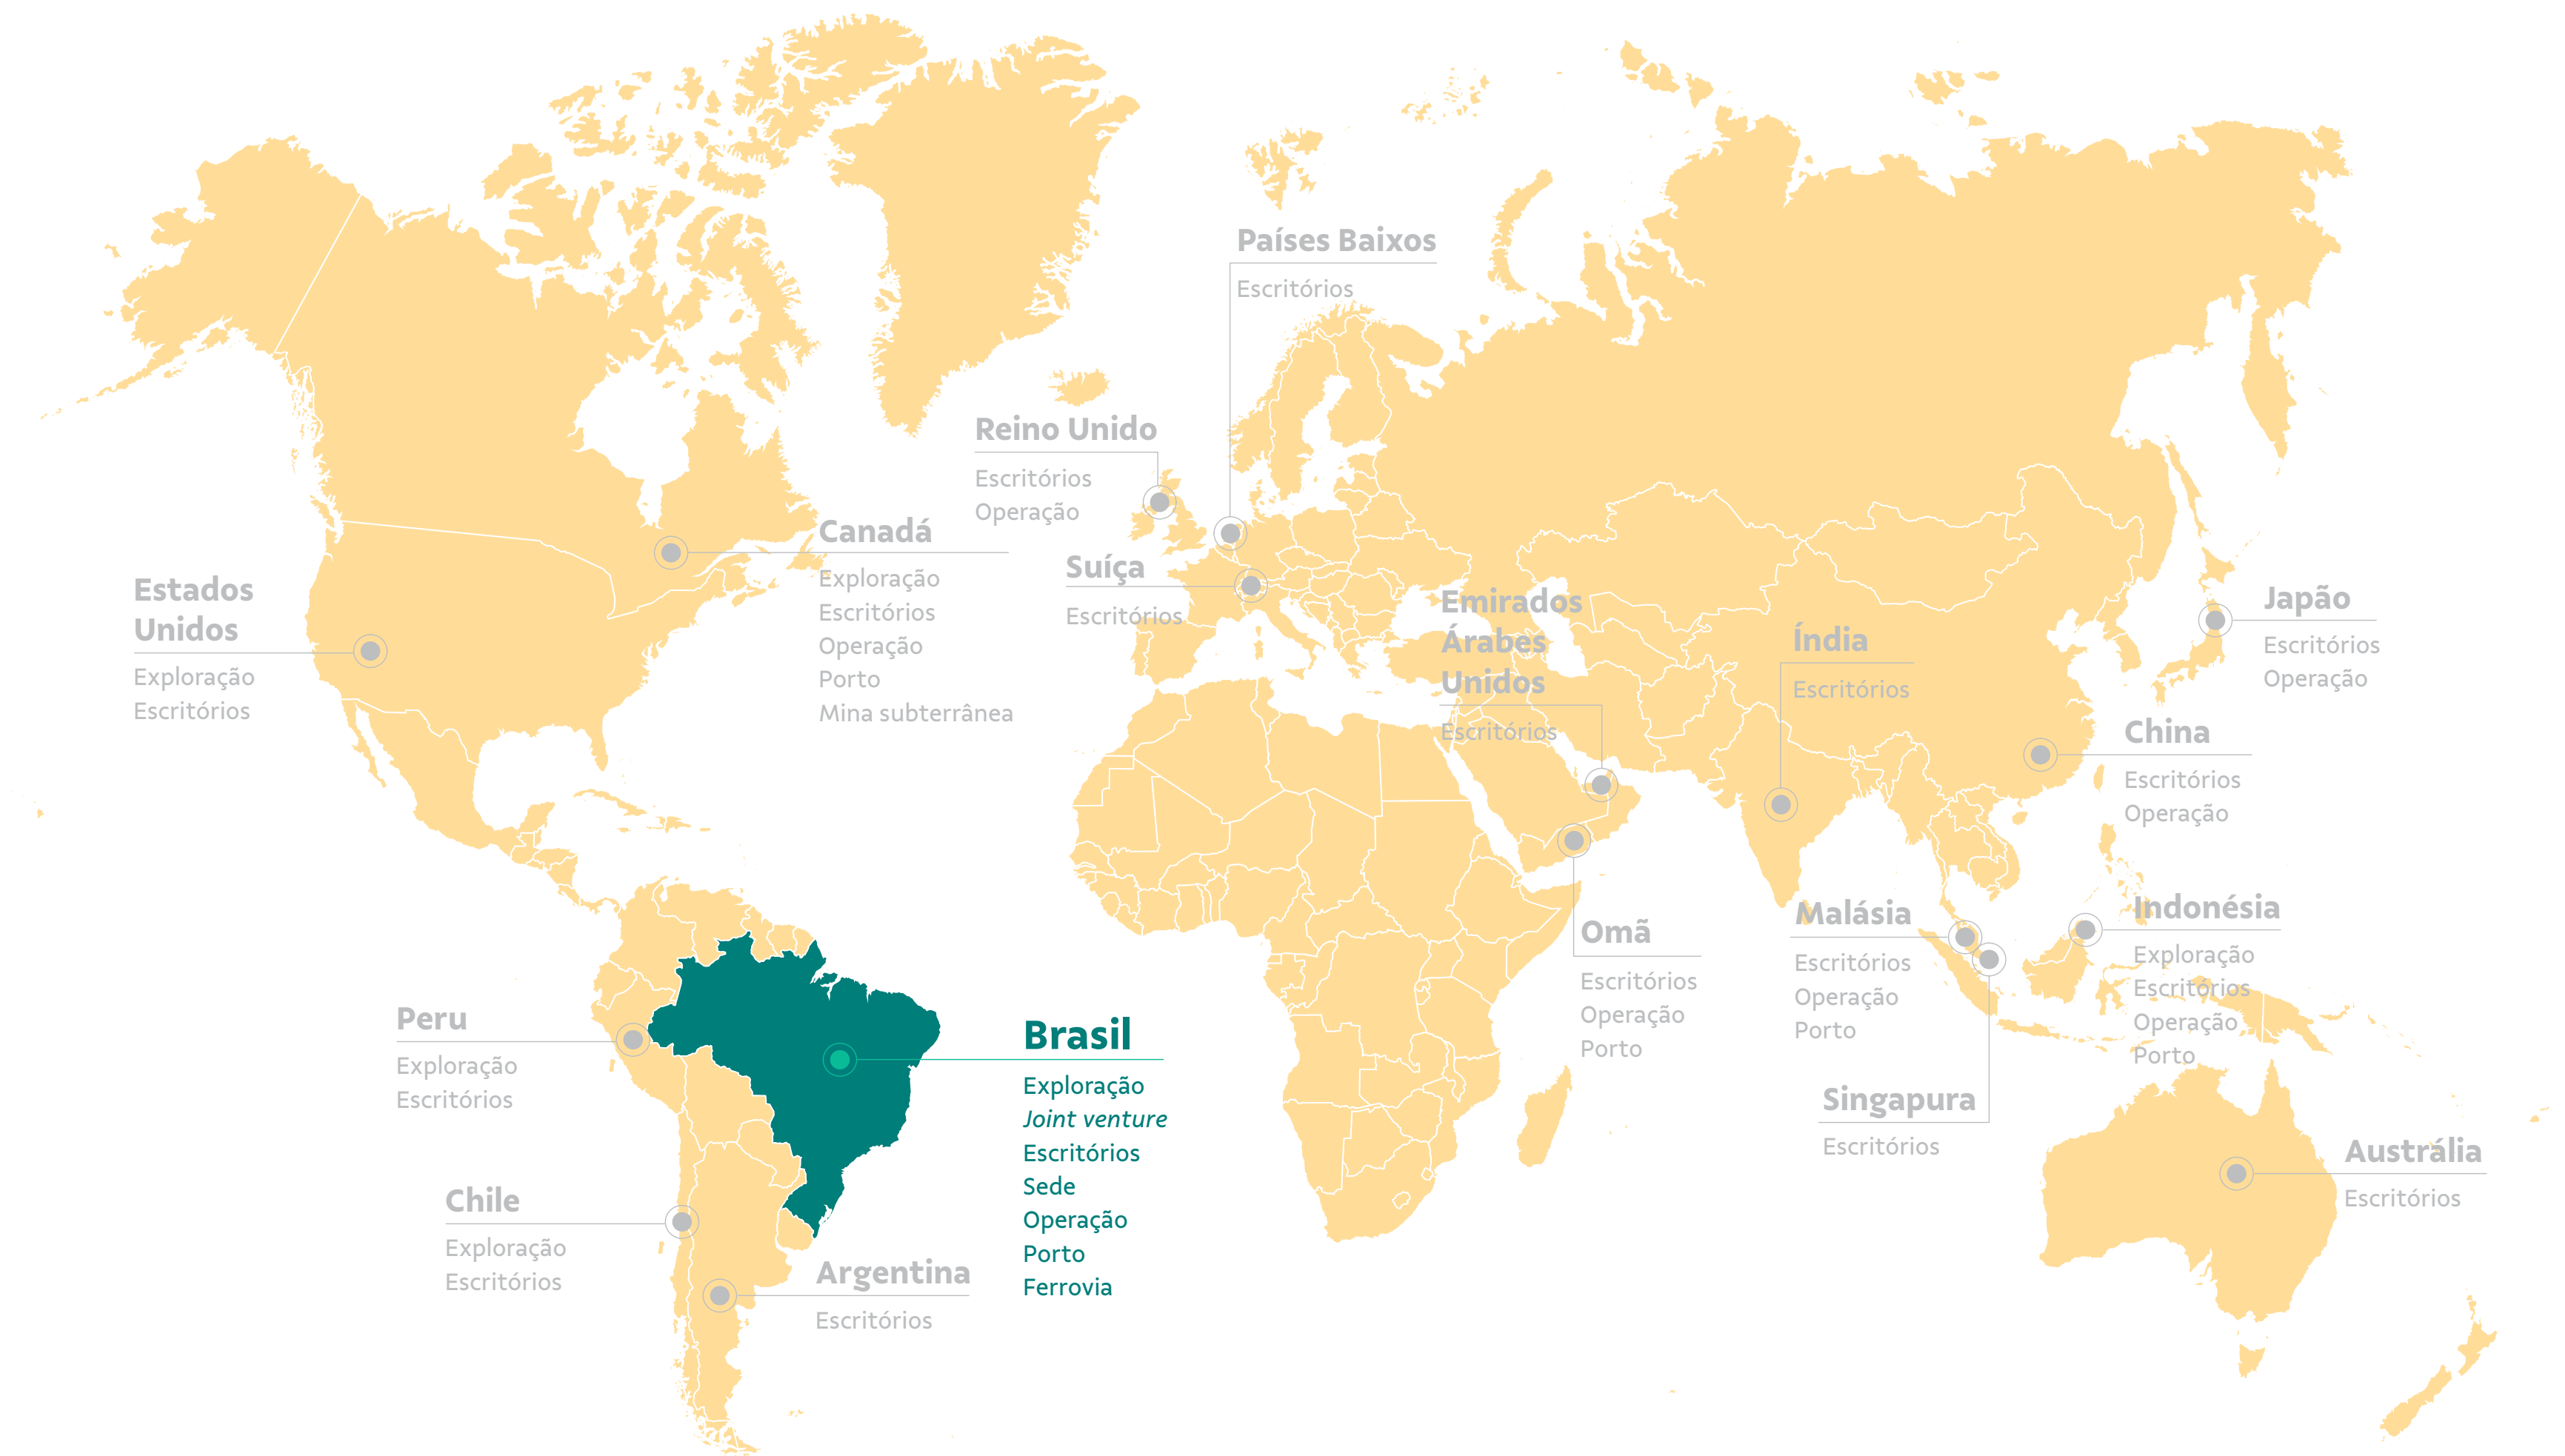 Países Baixos
Escritórios
Reino Unido
Escritórios
Operação
Canadá
Exploração
Escritórios
Operação
Porto
Mina subterrânea
Estados
Unidos
Exploração
Escritórios
Suíça
Escritórios
Emirados
Árabes
Unidos
Escritórios
Índia
Escritórios
Japão
Escritórios
Operação
China
Escritórios
Operação
Omã
Escritórios
Operação
Porto
Malásia
Escritórios
Operação
Porto
Indonésia
Exploração
Escritórios
Operação
Porto
Singapura
Escritórios
Austrália
Escritórios
Peru
Exploração
Escritórios
Brasil
Exploração
Joint venture
Escritórios
Sede
Operação
Porto
Ferrovia
Chile
Exploração
Escritórios
Argentina
Escritórios